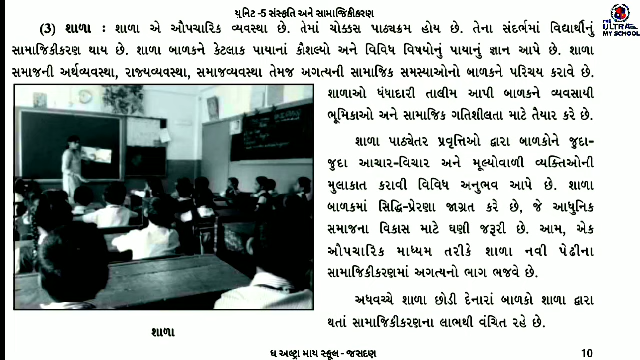 યુનિટ -5 સંસ્કૃતિ અને સામાજિકીકરણ
THE ULTRA
MY SCHOOL
(3) શાળા : શાળા એ ઔપચારિક વ્યવસ્થા છે. તેમાં ચોક્કસ પાઠ્યક્રમ હોય છે. તેના સંદર્ભમાં વિદ્યાર્થીનું
સામાજિકીકરણ થાય છે. શાળા બાળકને કેટલાક પાયાનાં કૌશલ્યો અને વિવિધ વિષયોનું પાયાનું જ્ઞાન આપે છે. શાળા
સમાજની અર્થવ્યવસ્થા, રાજ્યવ્યવસ્થા, સમાજવ્યવસ્થા તેમજ અગત્યની સામાજિક સમસ્યાઓનો બાળકને પરિચય કરાવે છે.
શાળાઓ ધંધાદારી તાલીમ આપી બાળકને વ્યવસાયી
ભૂમિકાઓ અને સામાજિક ગતિશીલતા માટે તૈયાર કરે છે.
શાળા પાઠ્યેતર પ્રવૃત્તિઓ દ્વારા બાળકોને જુદા-
જુદા આચાર-વિચાર અને મૂલ્યોવાળી વ્યક્તિઓની
મુલાકાત કરાવી વિવિધ અનુભવ આપે છે. શાળા
બાળકમાં સિદ્ધિ-પ્રેરણા જાગ્રત કરે છે, જે આધુનિક
સમાજના વિકાસ માટે ઘણી જરૂરી છે. આમ, એક
ઔપચારિક માધ્યમ તરીકે શાળા નવી પેઢીના
સામાજિકીકરણમાં અગત્યનો ભાગ ભજવે છે.
અધવચ્ચે શાળા છોડી દેનારાં બાળકો શાળા દ્વારા
થતાં સામાજિકીકરણના લાભથી વંચિત રહે છે.
શાળા
ધ અલ્ટ્રા માય સ્કૂલ - જસદણ
10